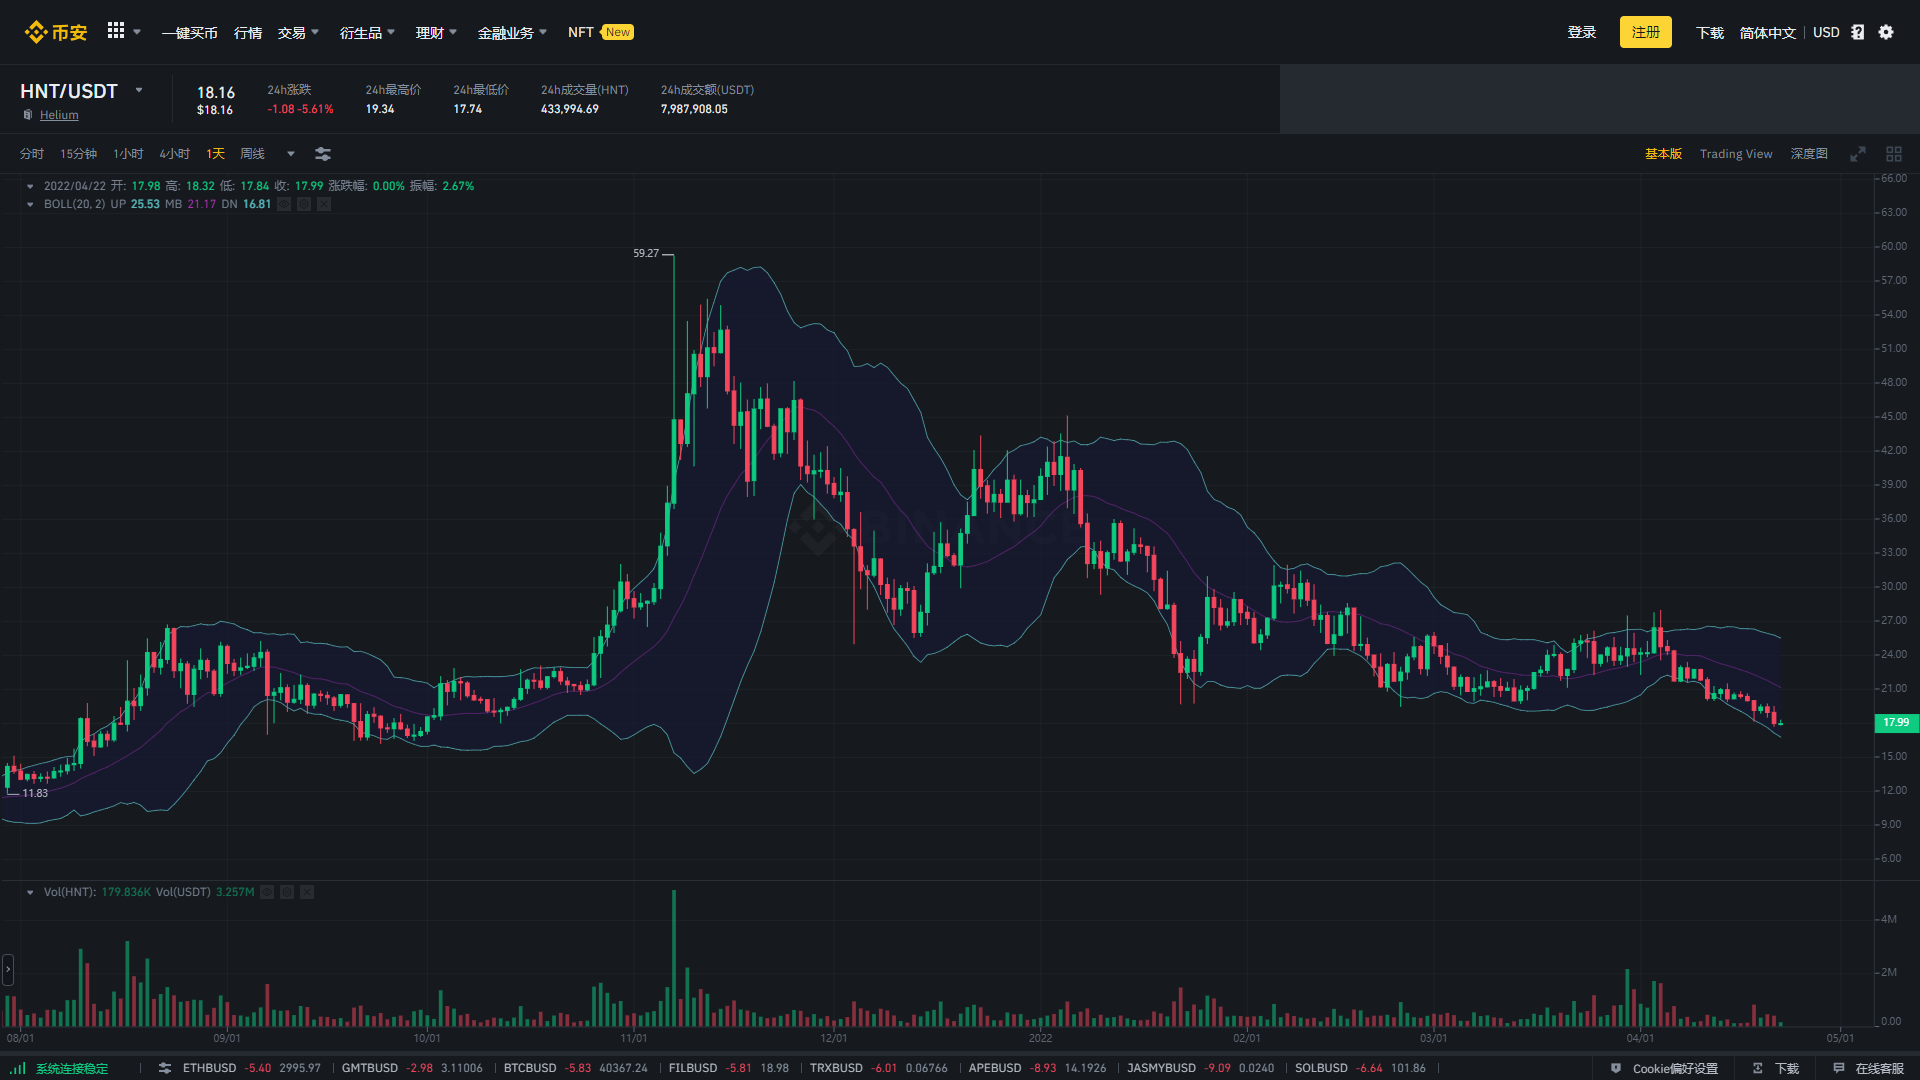 币安 一键买币 行情 交易 衍生品 理财 金融业务 NFT New 登录 注册 下载 简体中文 USD
HNT/USDT
Helium
18.16
$18.16
24h涨跌
-1.08 -5.61%
24h最高价
19.34
24h最低价
17.74
24h成交量(HNT)
433,994.69
24h成交额(USDT)
7,987,908.05
分时 15分钟 1小时 4小时 1天 周线 基本版 Trading View 深度图
2022/04/22 开: 17.98 高: 18.32 低: 17.84 收: 17.99 涨跌幅: 0.00% 振幅: 2.67%
BOLL(20, 2) UP 25.53 MB 21.17 DN 16.81
59.27
11.83
BINANCE
66.00
63.00
60.00
57.00
54.00
51.00
48.00
45.00
42.00
39.00
36.00
33.00
30.00
27.00
24.00
21.00
17.99
15.00
12.00
9.00
6.00
Vol(HNT): 179.836K Vol(USDT) 3.257M
4M
2M
0.00
08/01 09/01 10/01 11/01 12/01 2022 02/01 03/01 04/01 05/01
系统连接稳定 ETHBUSD -5.40 2995.97 GMTBUSD -2.98 3.11006 BTCBUSD -5.83 40367.24 FILBUSD -5.81 18.98 TRXBUSD -6.01 0.06766 APEBUSD -8.93 14.1926 JASMYBUSD -9.09 0.0240 SOLBUSD -6.64 101.86 Cookie偏好设置 下载 在线客服